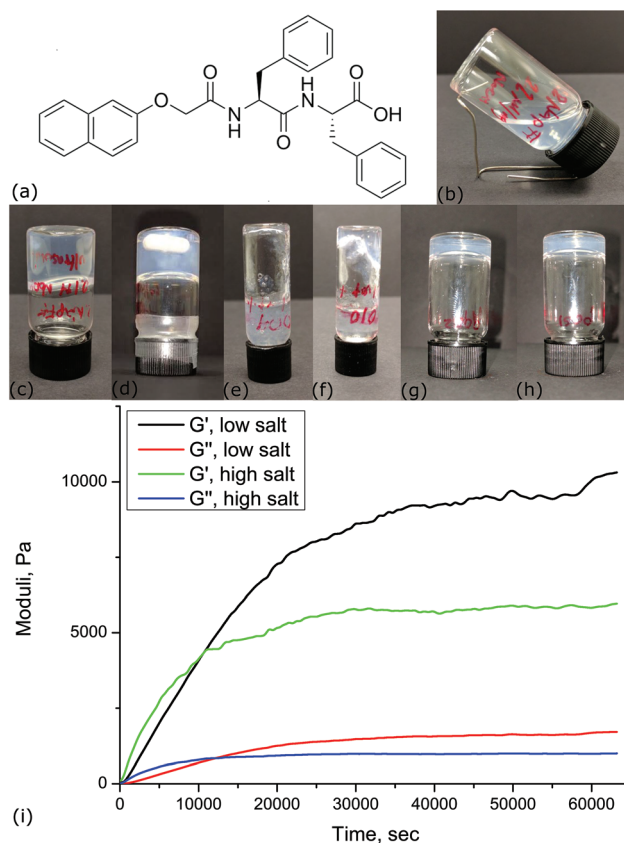 O
H
N
O
OH
O
N
H
O
(a)
(b)
(c)
(d)
(e)
(f)
(g)
(h)
G', low salt
G'', low salt
G', high salt
G'', high salt
10000
5000
0
Moduli, Pa
0
10000
20000
30000
40000
50000
60000
Time, sec
(i)